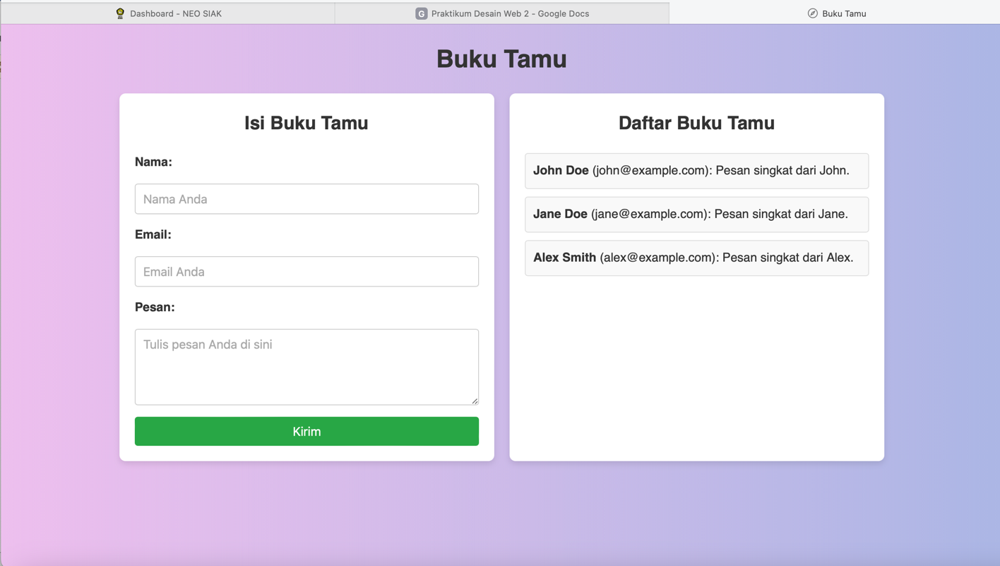 Dashboard - NEO SIAK
G Praktikum Desain Web 2 - Google Docs
Buku Tamu
Buku Tamu
Isi Buku Tamu
Nama:
Nama Anda
Email:
Email Anda
Pesan:
Tulis pesan Anda di sini
Kirim
Daftar Buku Tamu
John Doe (john@example.com): Pesan singkat dari John.
Jane Doe (jane@example.com): Pesan singkat dari Jane.
Alex Smith (alex@example.com): Pesan singkat dari Alex.